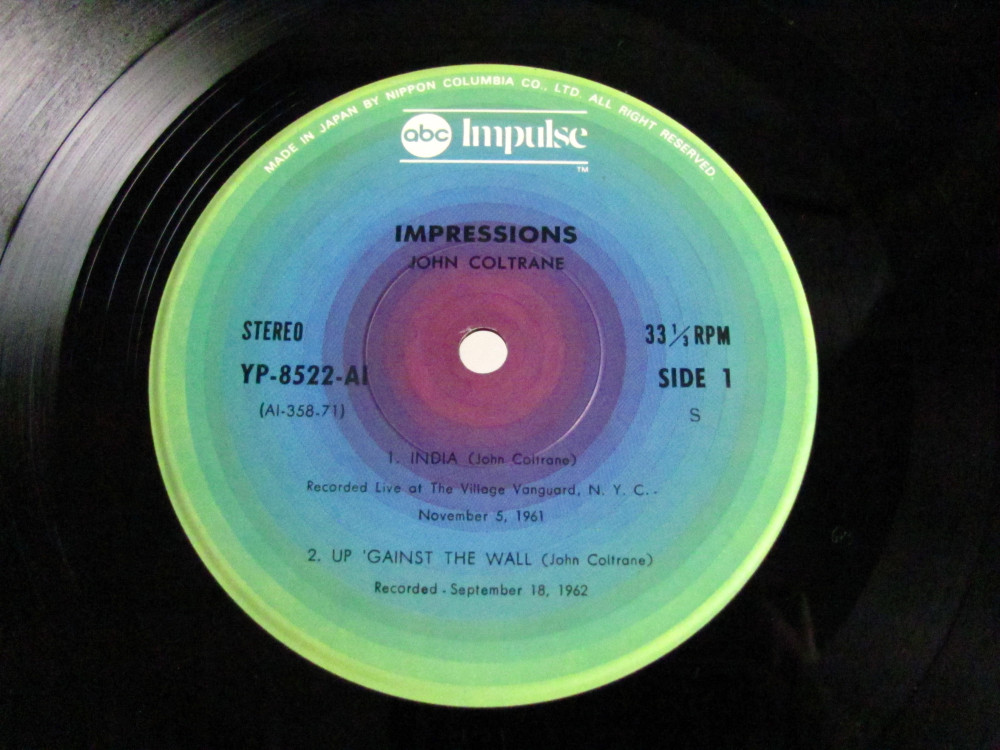 MADE IN JAPAN BY NIPPON COLUMBIA CO., LTD. ALL RIGHT RESERVED.
abc Impulse
TM
IMPRESSIONS
JOHN COLTRANE
STEREO 33 1/3 RPM
YP-8522-AI SIDE 1
(AI-358-71) S
1. INDIA (John Coltrane)
Recorded Live at The Village Vanguard, N. Y. C. -
November 5, 1961
2. UP 'GAINST THE WALL (John Coltrane)
Recorded - September 18, 1962